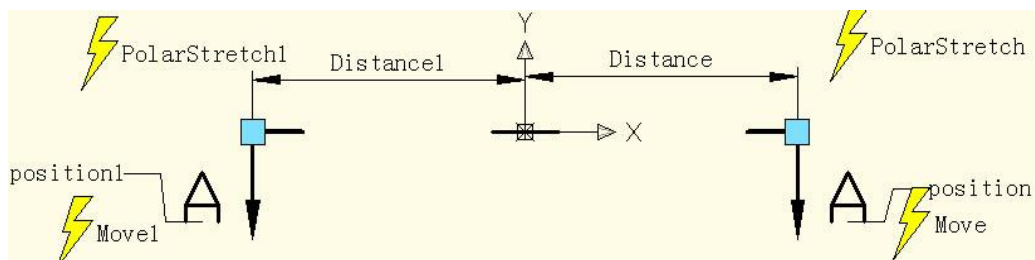 PolarStretch1
Distance1
Y
Distance
PolarStretch
X
position1
A
A
position
Move1
Move